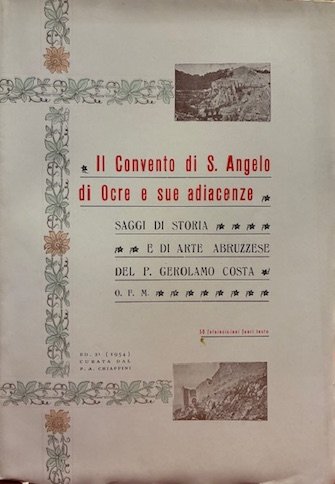 Il Convento di S. Angelo
di Ocre e sue adiacenze
SAGGI DI STORIA
E DI ARTE ABRUZZESE
DEL P. GEROLAMO COSTA
O. F. M.
58 fotoincisioni fuori testo
ED. 2ª (1954)
CURATA DAL
P. A. CHIAPPINI